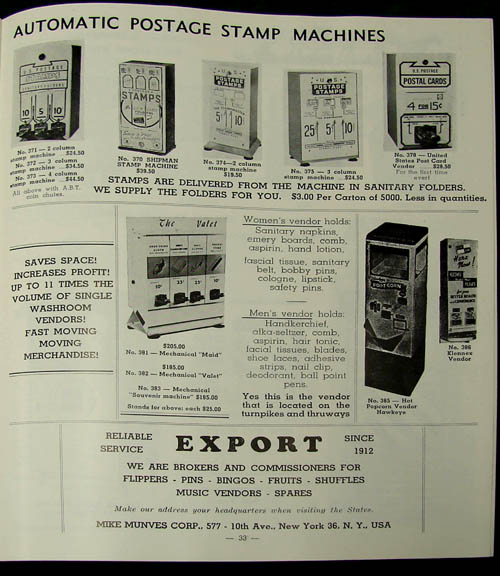 AUTOMATIC POSTAGE STAMP MACHINES
U.S. POSTAGE
10 5 10
STAMPS
U.S.
POSTAGE
STAMPS
5¢ 10¢
U.S.
POSTAGE
STAMPS
25¢ 5¢ 10¢
U.S. POSTAGE
POSTAL CARDS
4 FOR 15¢
No. 371 — 2 column
stamp machine $24.50
No. 372 — 3 column
stamp machine $34.50
No. 373 — 4 column
stamp machine $44.50
All above with A.B.T.
coin chutes.
No. 370 SHIPMAN
STAMP MACHINE
$39.50
No. 374—2 column
stamp machine
$19.50
No. 375 — 3 column
stamp machine $24.50
No. 378 — United
States Post Card
Vendor $28.50
For the first time
ever!
STAMPS ARE DELIVERED FROM THE MACHINE IN SANITARY FOLDERS.
WE SUPPLY THE FOLDERS FOR YOU. $3.00 Per Carton of 5000. Less in quantities.
SAVES SPACE!
INCREASES PROFIT!
UP TO 11 TIMES THE
VOLUME OF SINGLE
WASHROOM
VENDORS!
FAST MOVING
MOVING
MERCHANDISE!
The Valet
$205.00
No. 381 — Mechanical "Maid"
$185.00
No. 382 — Mechanical "Valet"
No. 383 — Mechanical
"Souvenir machine" $185.00
Stands for above: each $25.00
Women's vendor holds:
Sanitary napkins,
emery boards, comb,
aspirin, hand lotion,
fascial tissue, sanitary
belt, bobby pins,
cologne, lipstick,
safety pins.
Men's vendor holds:
Handkerchief,
alka-seltzer, comb,
aspirin, hair tonic,
facial tissues, blades,
shoe laces, adhesive
strips, nail clip,
deodorant, ball point
pens.
Yes this is the vendor
that is located on the
turnpikes and thruways
No. 385 — Hot
Popcorn Vendor
Hawkeye
No. 386
Kleenex
Vendor
RELIABLE
SERVICE
EXPORT
SINCE
1912
WE ARE BROKERS AND COMMISSIONERS FOR
FLIPPERS - PINS - BINGOS - FRUITS - SHUFFLES
MUSIC VENDORS - SPARES
Make our address your headquarters when visiting the States.
MIKE MUNVES CORP., 577 - 10th Ave., New York 36, N. Y., USA
— 33 —